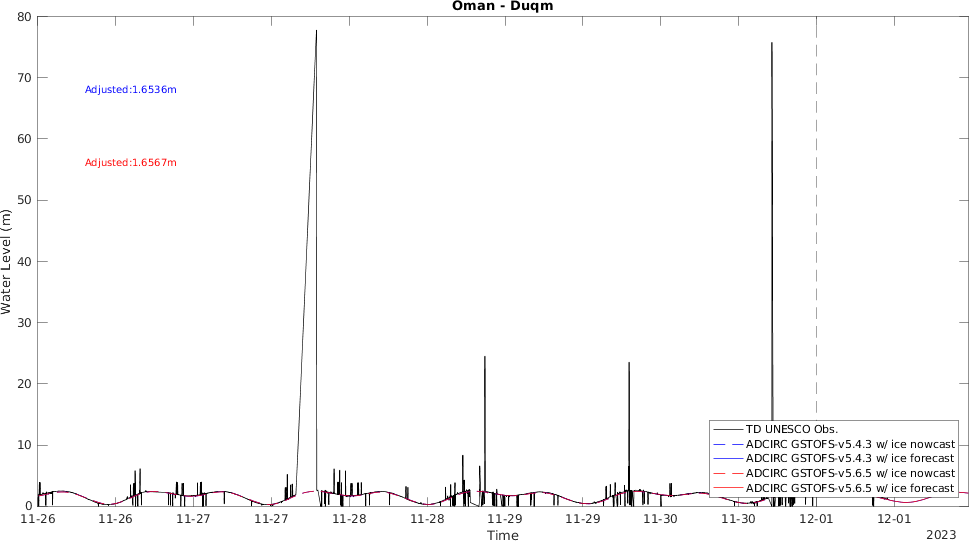 Oman - Duqm
80
70
60
50
40
30
20
10
0
Water Level (m)
Adjusted:1.6536m
Adjusted:1.6567m
TD UNESCO Obs.
ADCIRC GSTOFS-v5.4.3 w/ ice nowcast
ADCIRC GSTOFS-v5.4.3 w/ ice forecast
ADCIRC GSTOFS-v5.6.5 w/ ice nowcast
ADCIRC GSTOFS-v5.6.5 w/ ice forecast
11-26 11-26 11-27 11-27 11-28 11-28 11-29 11-29 11-30 11-30 12-01 12-01
Time
2023